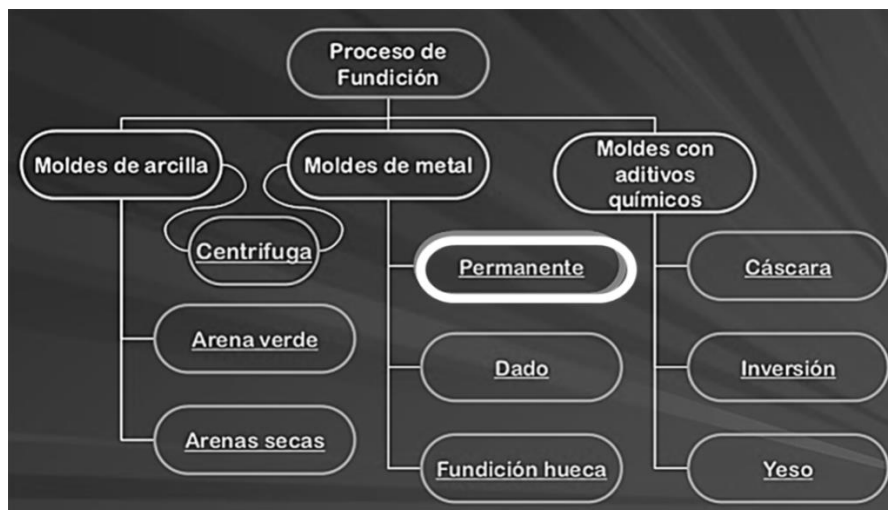 Proceso de
Fundición
Moldes de arcilla
Moldes de metal
Moldes con
aditivos
químicos
Centrifuga
Permanente
Cáscara
Arena verde
Dado
Inversión
Arenas secas
Fundición hueca
Yeso